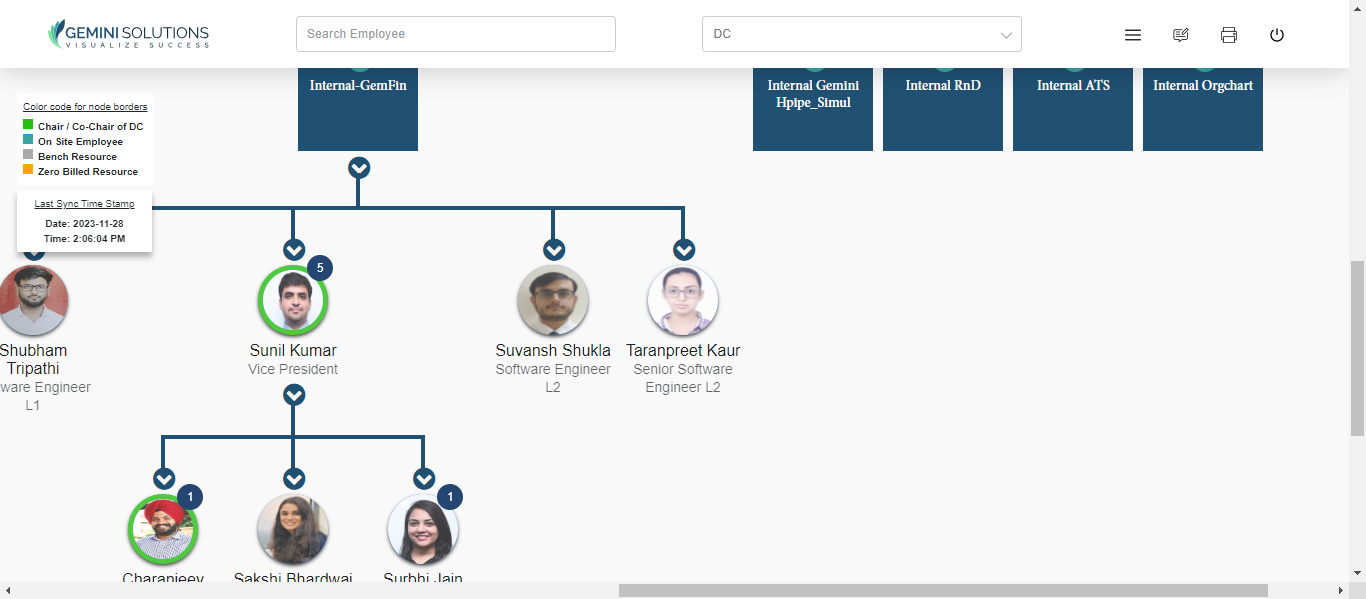 GEMINI SOLUTIONS
VISUALIZE SUCCESS
Search Employee
DC
Internal-GemFin
Internal Gemini
Hpipe_Simul
Internal RnD
Internal ATS
Internal Orgchart
Color code for node borders
Chair / Co-Chair of DC
On Site Employee
Bench Resource
Zero Billed Resource
Last Sync Time Stamp
Date: 2023-11-28
Time: 2:06:04 PM
5
Shubham
Tripathi
ware Engineer
L1
Sunil Kumar
Vice President
Suvansh Shukla
Software Engineer
L2
Taranpreet Kaur
Senior Software
Engineer L2
1
1
Charanjeev
Sakshi Bhardwaj
Surbhi Jain